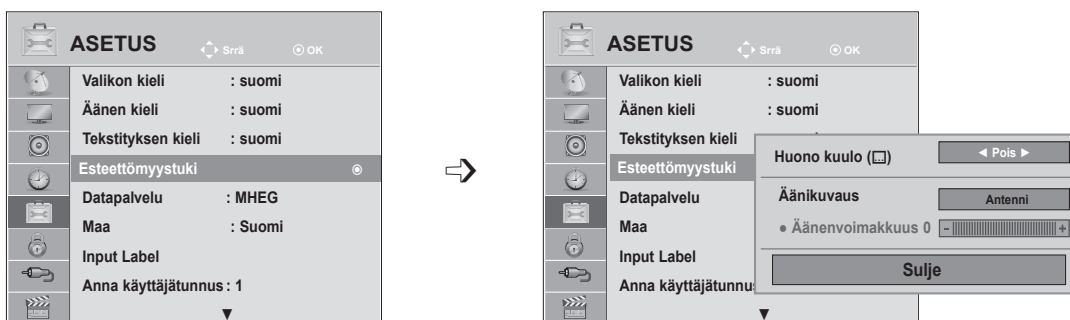 ASETUS Srrä OK
Valikon kieli : suomi
Äänen kieli : suomi
Tekstityksen kieli : suomi
Esteettömyystuki
Datapalvelu : MHEG
Maa : Suomi
Input Label
Anna käyttäjätunnus : 1
ASETUS Srrä OK
Valikon kieli : suomi
Äänen kieli : suomi
Tekstityksen kieli
Esteettömyystuki
Datapalvelu
Maa
Input Label
Anna käyttäjätunnus
Huono kuulo ( ) ◄ Pois ►
Äänikuvaus Antenni
● Äänenvoimakkuus 0 - +
Sulje